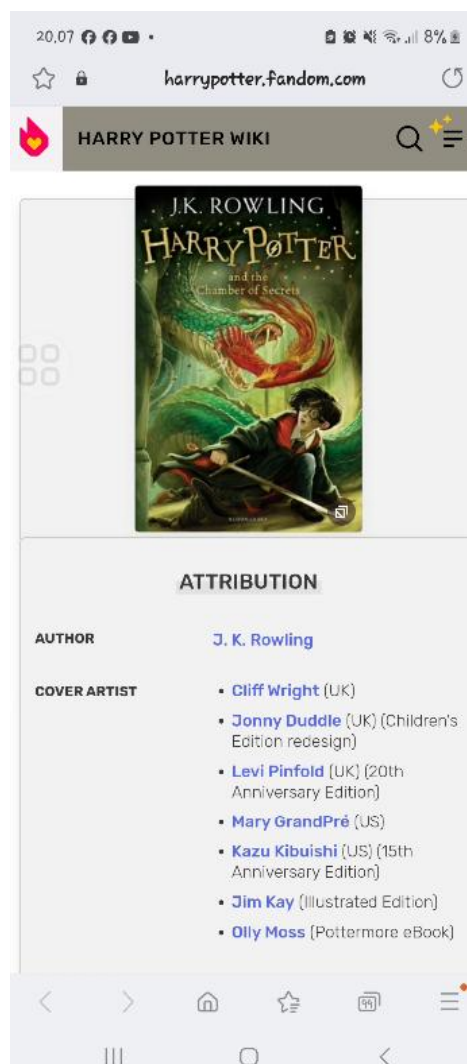 20.07
8%
harrypotter.fandom.com
HARRY POTTER WIKI
J.K. ROWLING
HARRY POTTER
and the
Chamber of Secrets
BLOOMSBURY
ATTRIBUTION
AUTHOR
J. K. Rowling
COVER ARTIST
• Cliff Wright (UK)
• Jonny Duddle (UK) (Children's
Edition redesign)
• Levi Pinfold (UK) (20th
Anniversary Edition)
• Mary GrandPré (US)
• Kazu Kibuishi (US) (15th
Anniversary Edition)
• Jim Kay (Illustrated Edition)
• Olly Moss (Pottermore eBook)
99